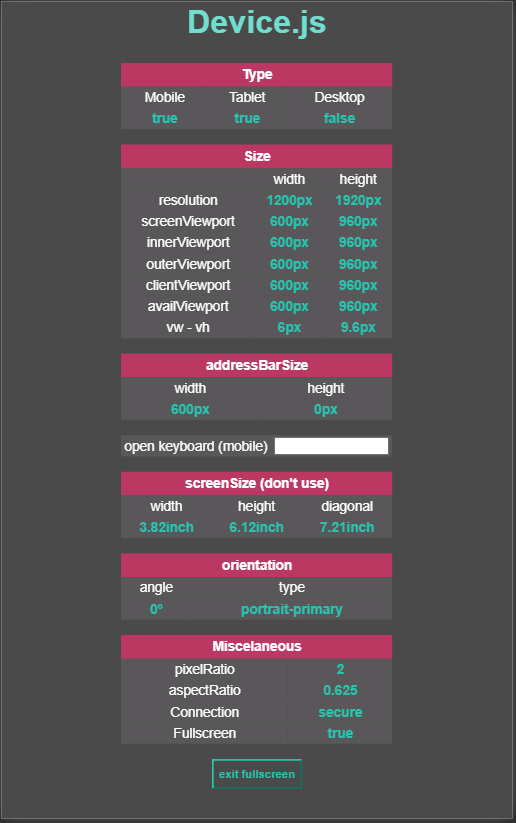 Device.js
Type
Mobile Tablet Desktop
true true false
Size
width height
resolution 1200px 1920px
screenViewport 600px 960px
innerViewport 600px 960px
outerViewport 600px 960px
clientViewport 600px 960px
availViewport 600px 960px
vw - vh 6px 9.6px
addressBarSize
width height
600px 0px
open keyboard (mobile)
screenSize (don't use)
width height diagonal
3.82inch 6.12inch 7.21inch
orientation
angle type
0º portrait-primary
Miscelaneous
pixelRatio 2
aspectRatio 0.625
Connection secure
Fullscreen true
exit fullscreen